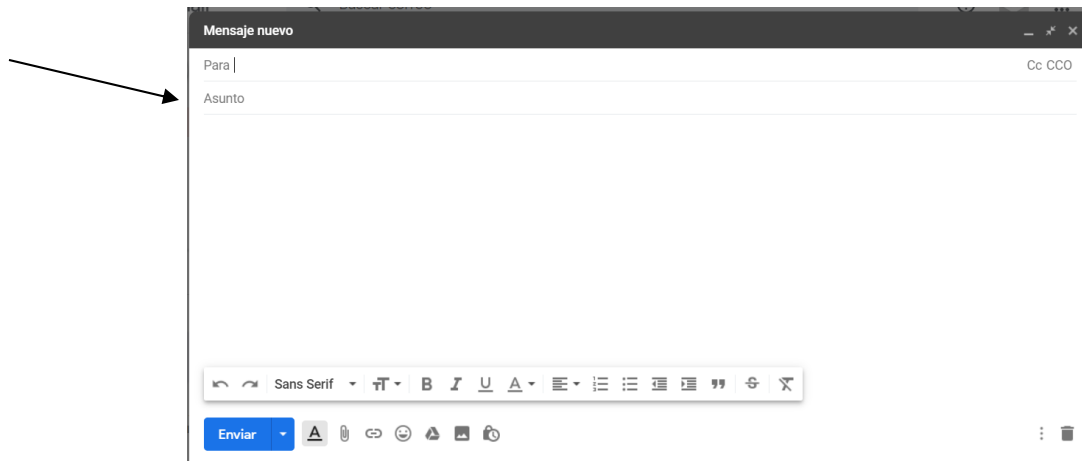 Mensaje nuevo
Para
Cc CCO
Asunto
Sans Serif
Enviar